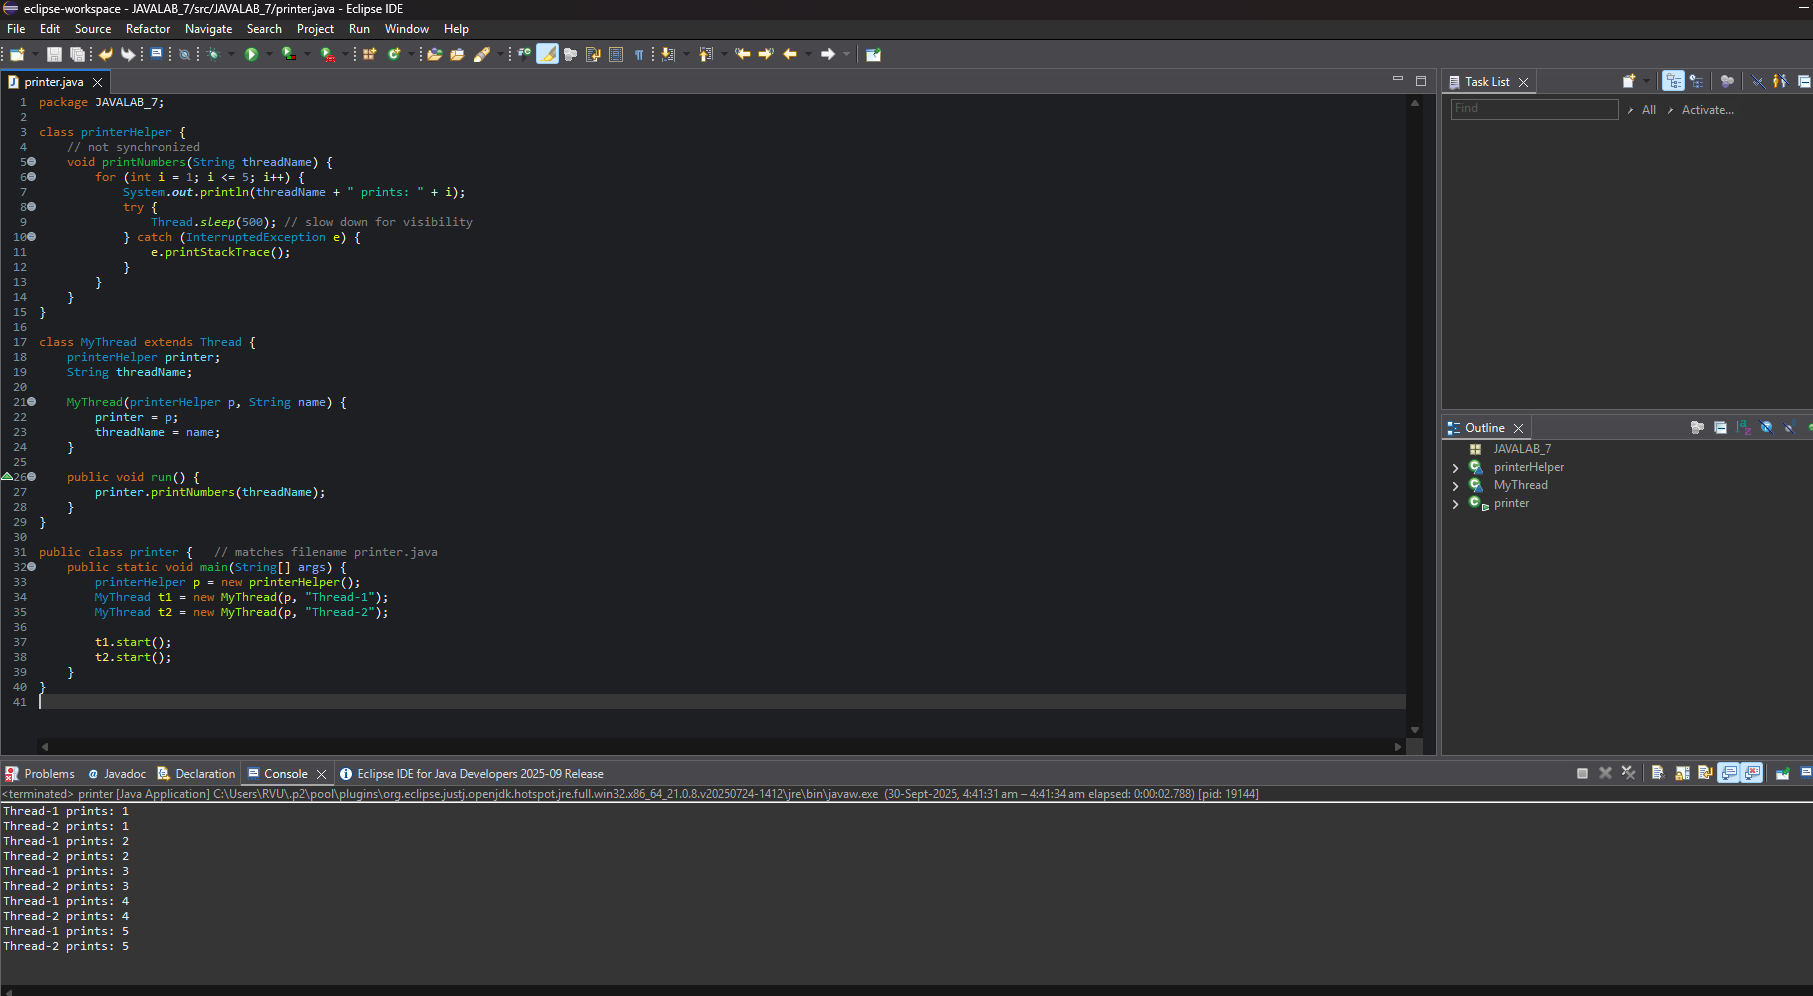 eclipse-workspace - JAVALAB_7/src/JAVALAB_7/printer.java - Eclipse IDE
File Edit Source Refactor Navigate Search Project Run Window Help
printer.java
1 package JAVALAB_7;
2
3 class printerHelper {
4     // not synchronized
5     void printNumbers(String threadName) {
6         for (int i = 1; i <= 5; i++) {
7             System.out.println(threadName + " prints: " + i);
8             try {
9                 Thread.sleep(500); // slow down for visibility
10             } catch (InterruptedException e) {
11                 e.printStackTrace();
12             }
13         }
14     }
15 }
16
17 class MyThread extends Thread {
18     printerHelper printer;
19     String threadName;
20
21     MyThread(printerHelper p, String name) {
22         printer = p;
23         threadName = name;
24     }
25
26     public void run() {
27         printer.printNumbers(threadName);
28     }
29 }
30
31 public class printer {   // matches filename printer.java
32     public static void main(String[] args) {
33         printerHelper p = new printerHelper();
34         MyThread t1 = new MyThread(p, "Thread-1");
35         MyThread t2 = new MyThread(p, "Thread-2");
36
37         t1.start();
38         t2.start();
39     }
40 }
41
Task List
Find All Activate...
Outline
JAVALAB_7
printerHelper
MyThread
printer
Problems Javadoc Declaration Console Eclipse IDE for Java Developers 2025-09 Release
<terminated> printer [Java Application] C:\Users\RVU\.p2\pool\plugins\org.eclipse.justj.openjdk.hotspot.jre.full.win32.x86_64_21.0.8.v20250724-1412\jre\bin\javaw.exe (30-Sept-2025, 4:41:31 am – 4:41:34 am elapsed: 0:00:02.788) [pid: 19144]
Thread-1 prints: 1
Thread-2 prints: 1
Thread-1 prints: 2
Thread-2 prints: 2
Thread-1 prints: 3
Thread-2 prints: 3
Thread-1 prints: 4
Thread-2 prints: 4
Thread-1 prints: 5
Thread-2 prints: 5